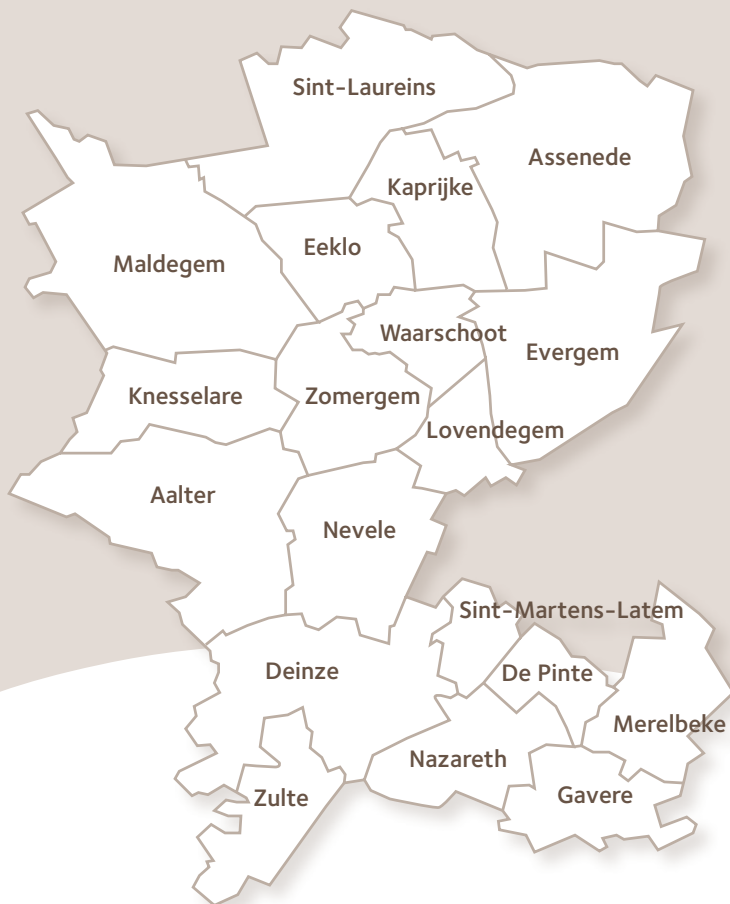 Sint-Laureins
Assenede
Kaprijke
Eeklo
Maldegem
Waarschoot
Evergem
Knesselare
Zomergem
Lovendegem
Aalter
Nevele
Sint-Martens-Latem
Deinze
De Pinte
Merelbeke
Nazareth
Zulte
Gavere